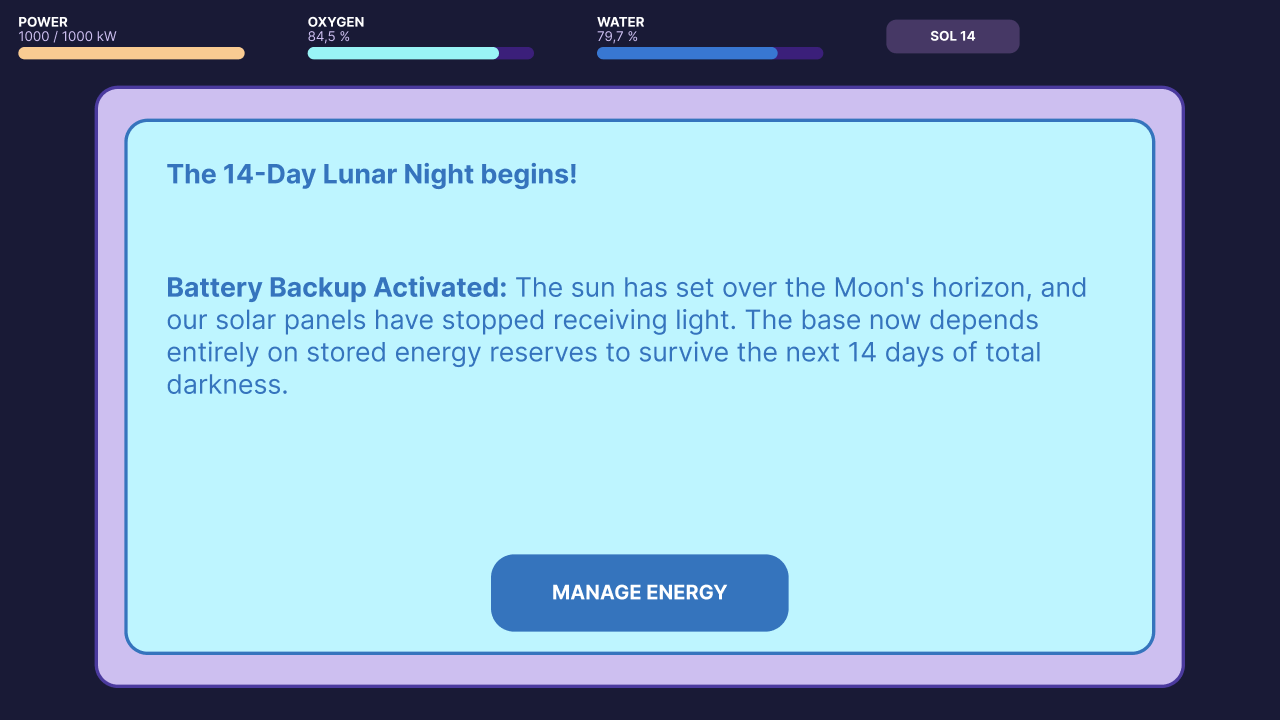 POWER
1000 / 1000 kW
OXYGEN
84,5 %
WATER
79,7 %
SOL 14
The 14-Day Lunar Night begins!
Battery Backup Activated: The sun has set over the Moon's horizon, and
our solar panels have stopped receiving light. The base now depends
entirely on stored energy reserves to survive the next 14 days of total
darkness.
MANAGE ENERGY